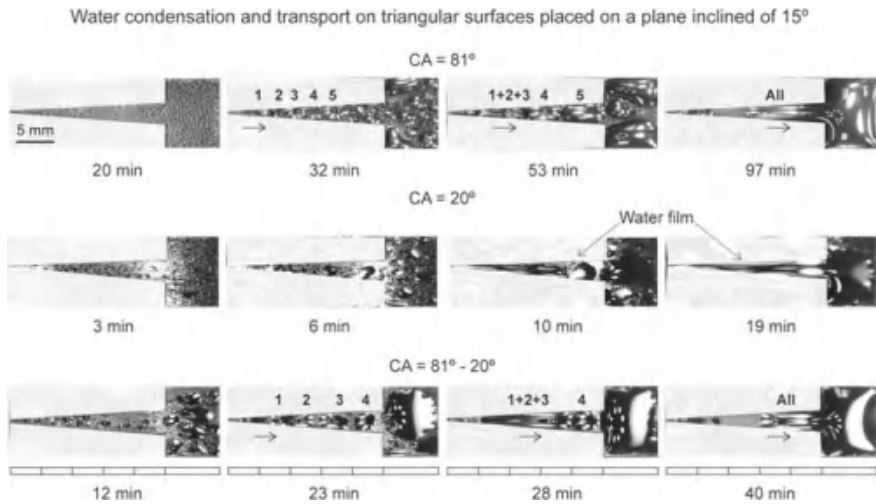 Water condensation and transport on triangular surfaces placed on a plane inclined of 15º
CA = 81º
1 2 3 4 5
1+2+3 4 5
All
5 mm
20 min 32 min 53 min 97 min
CA = 20º
Water film
3 min 6 min 10 min 19 min
CA = 81º - 20º
1 2 3 4
1+2+3 4
All
12 min 23 min 28 min 40 min